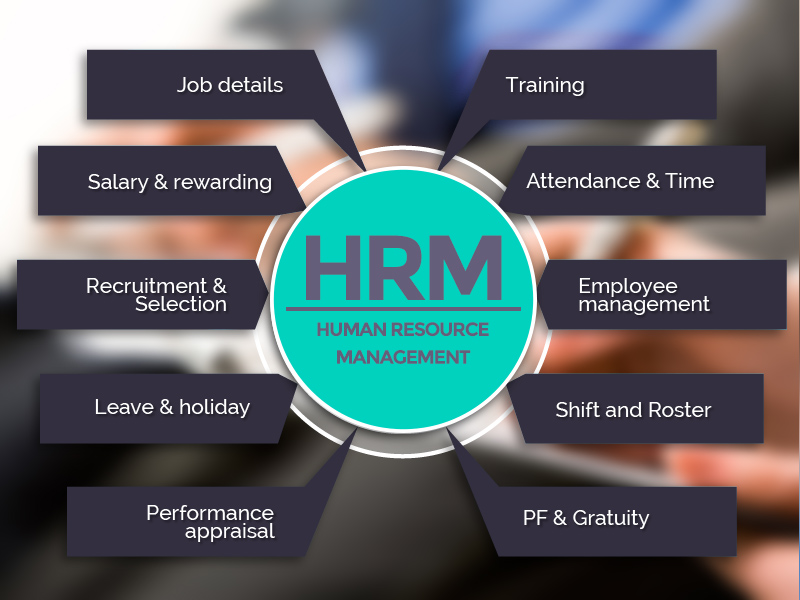 Job details
Training
Salary & rewarding
Attendance & Time
HRM
HUMAN RESOURCE
MANAGEMENT
Recruitment &
Selection
Employee
management
Leave & holiday
Shift and Roster
Performance
appraisal
PF & Gratuity